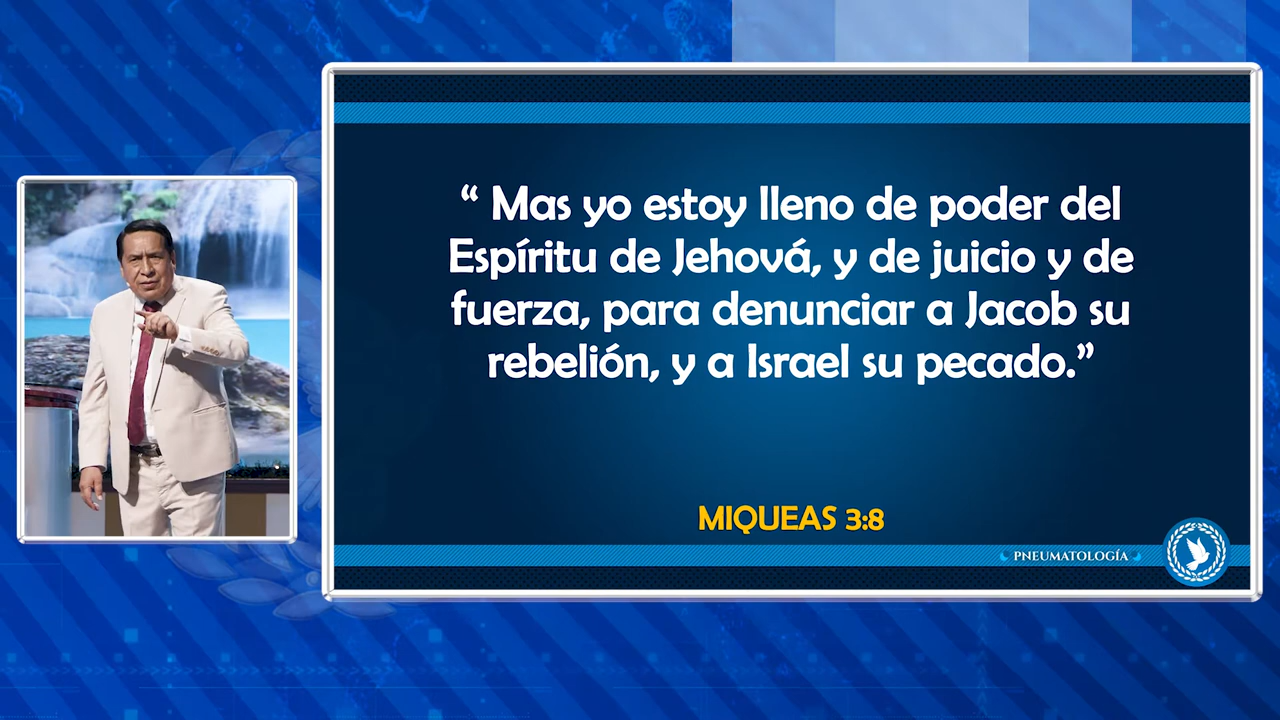 “ Mas yo estoy lleno de poder del
Espíritu de Jehová, y de juicio y de
fuerza, para denunciar a Jacob su
rebelión, y a Israel su pecado.”
MIQUEAS 3:8
PNEUMATOLOGÍA